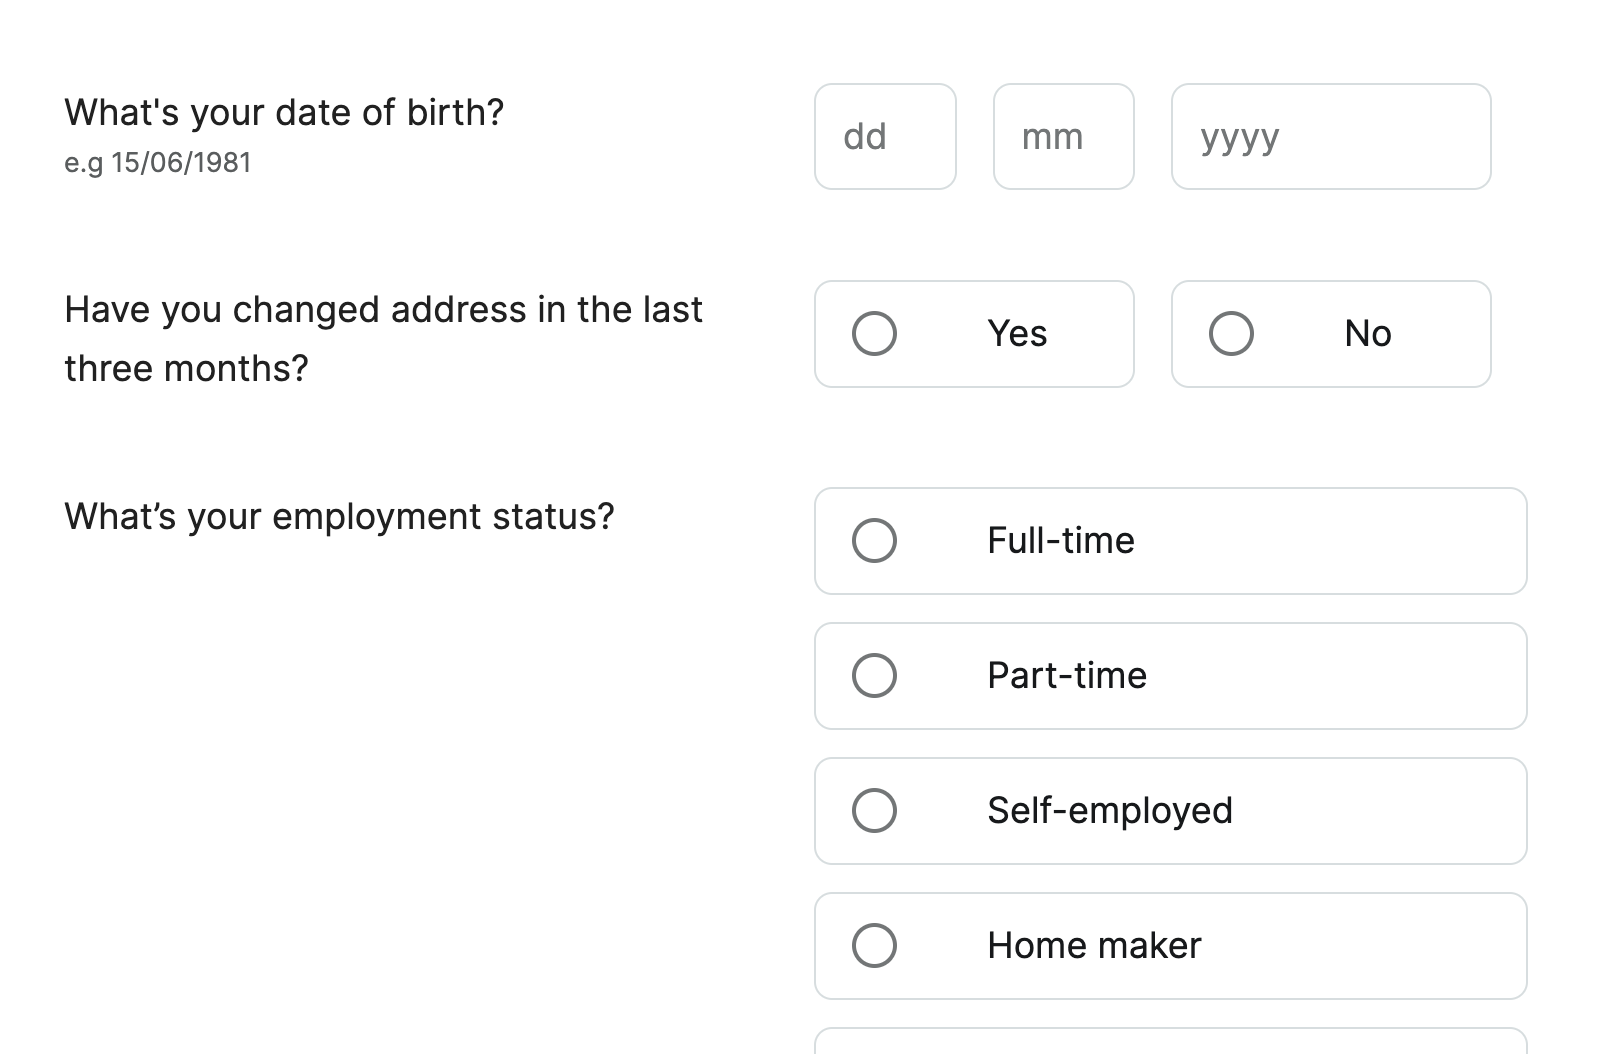 What's your date of birth?
e.g 15/06/1981
dd mm yyyy
Have you changed address in the last
three months?
Yes No
What’s your employment status?
Full-time
Part-time
Self-employed
Home maker